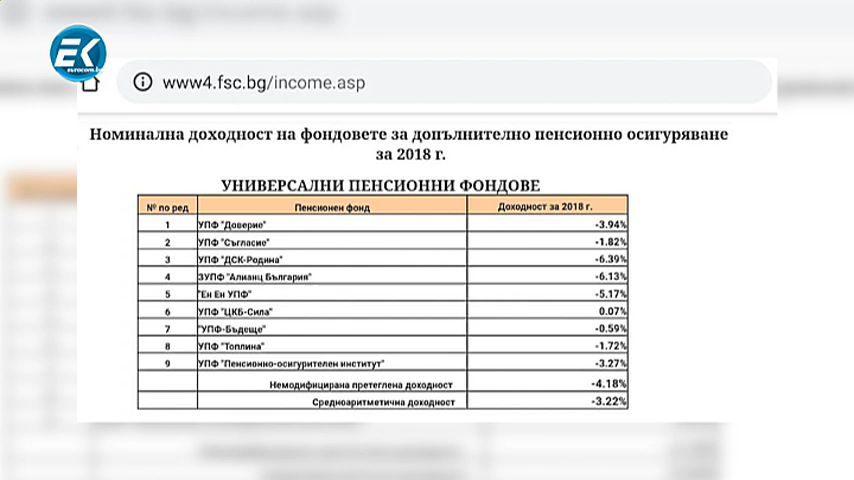 EK
eurocom.bg
www4.fsc.bg/income.asp
Номинална доходност на фондовете за допълнително пенсионно осигуряване
за 2018 г.
УНИВЕРСАЛНИ ПЕНСИОННИ ФОНДОВЕ
№ по ред Пенсионен фонд Доходност за 2018 г.
1 УПФ "Доверие" -3.94%
2 УПФ "Съгласие" -1.82%
3 УПФ "ДСК-Родина" -6.39%
4 ЗУПФ "Алианц България" -6.13%
5 "Ен Ен УПФ" -5.17%
6 УПФ "ЦКБ-Сила" 0.07%
7 "УПФ-Бъдеще" -0.59%
8 УПФ "Топлина" -1.72%
9 УПФ "Пенсионно-осигурителен институт" -3.27%
Немодифицирана претеглена доходност -4.18%
Средноаритметична доходност -3.22%